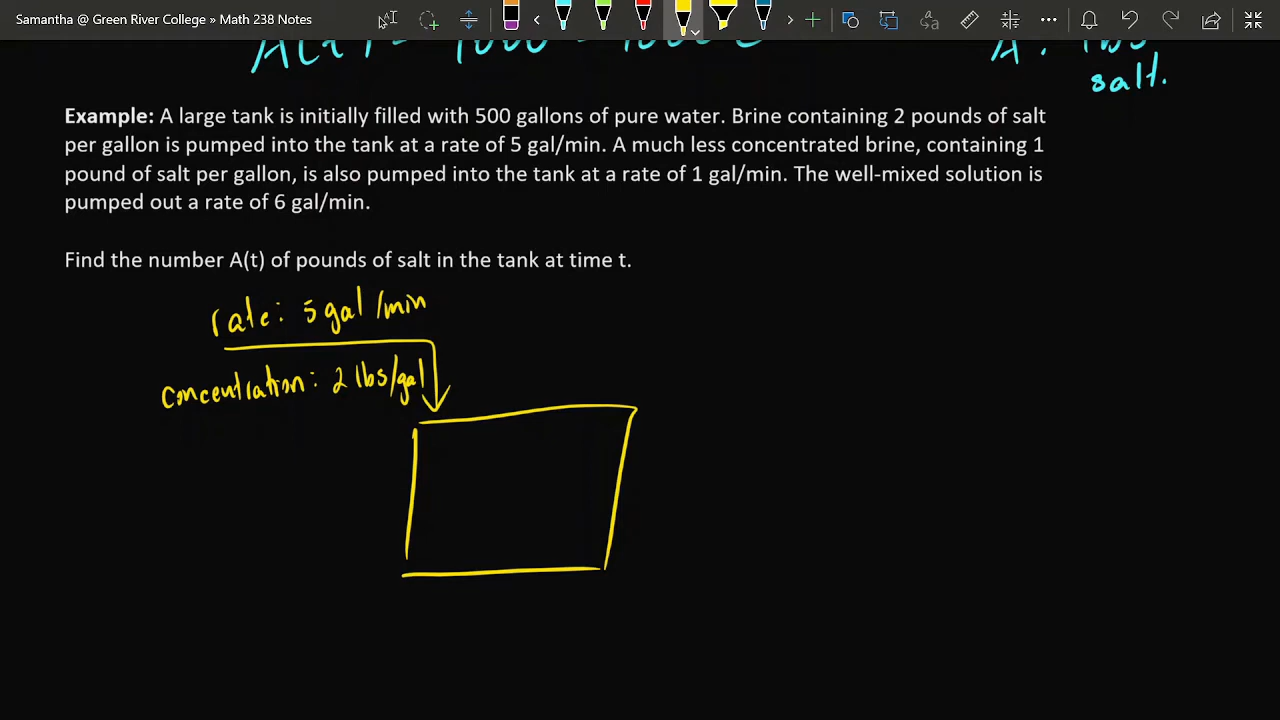 Samantha @ Green River College » Math 238 Notes
salt.
Example: A large tank is initially filled with 500 gallons of pure water. Brine containing 2 pounds of salt
per gallon is pumped into the tank at a rate of 5 gal/min. A much less concentrated brine, containing 1
pound of salt per gallon, is also pumped into the tank at a rate of 1 gal/min. The well-mixed solution is
pumped out a rate of 6 gal/min.
Find the number A(t) of pounds of salt in the tank at time t.
rate: 5 gal/min
concentration: 2 lbs/gal